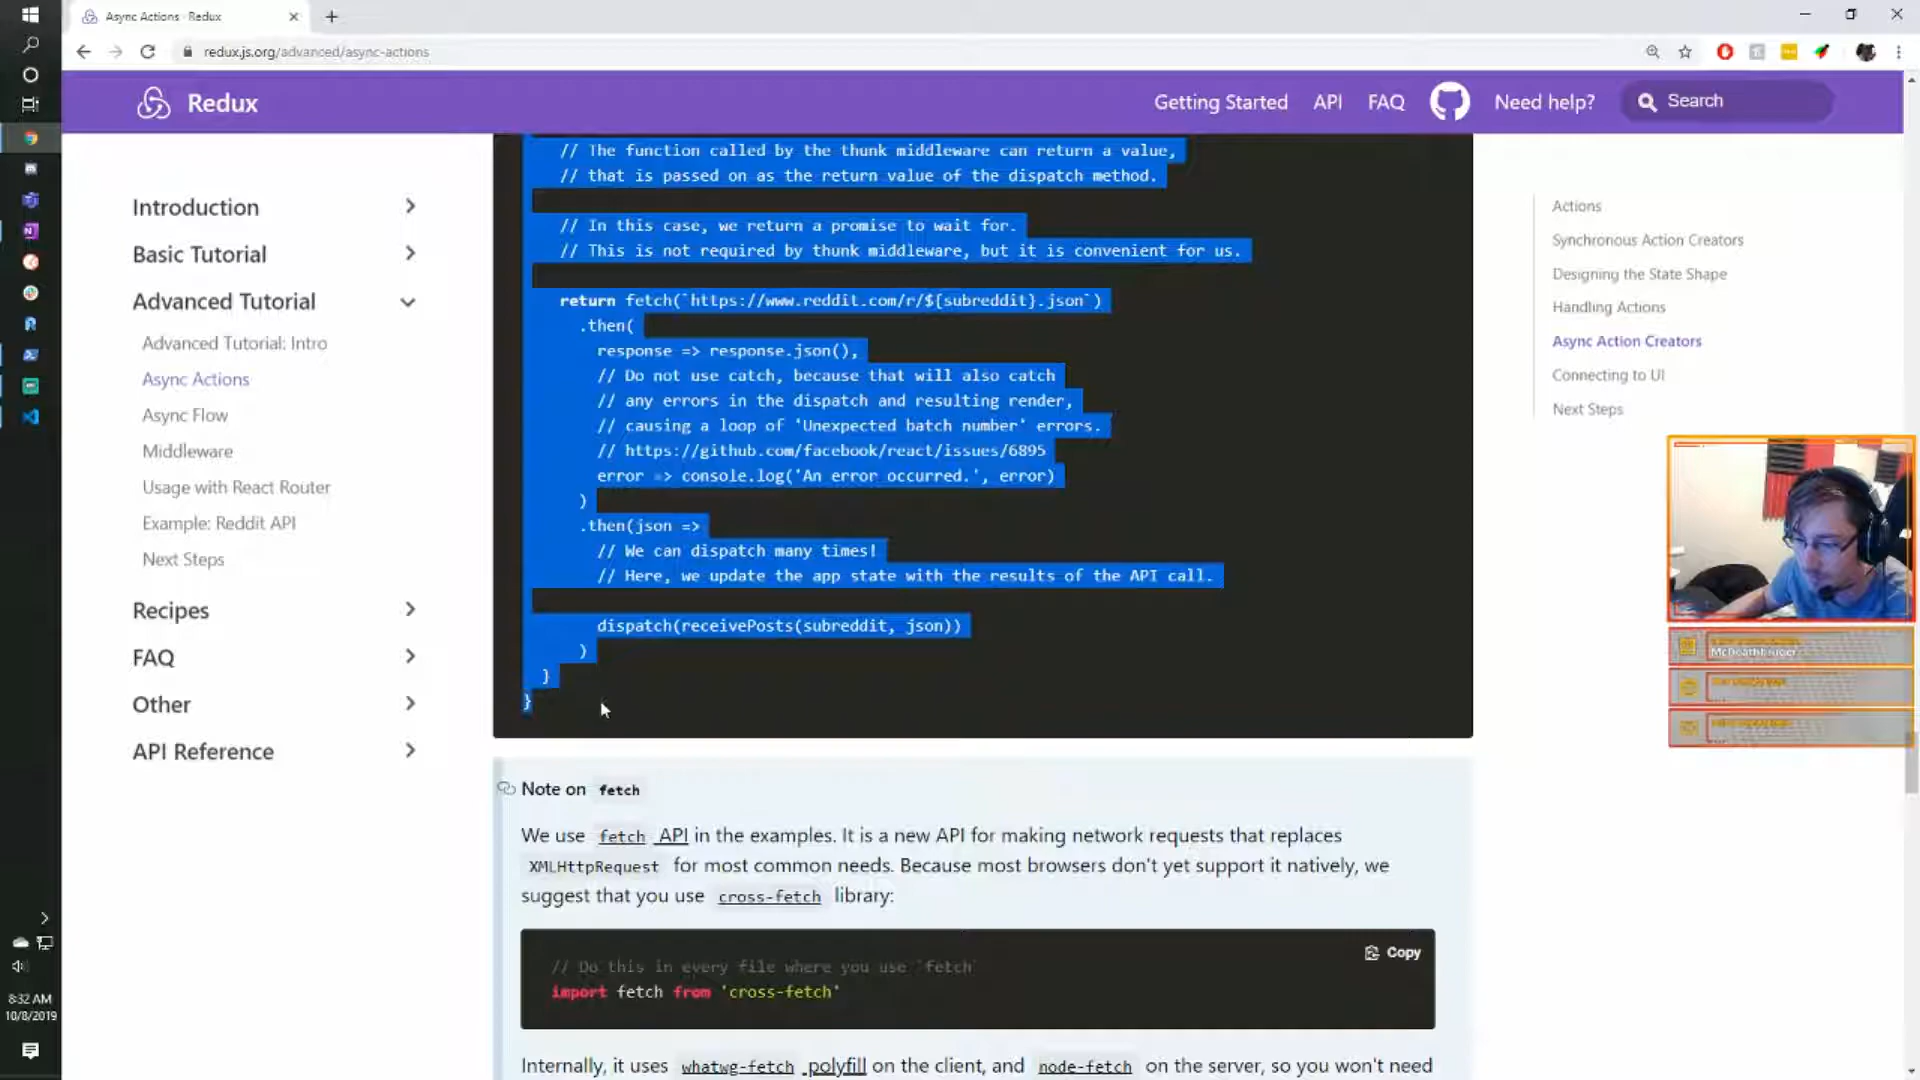 Async Actions · Redux
redux.js.org/advanced/async-actions
Redux
Getting Started
API
FAQ
Need help?
Search
Introduction
Basic Tutorial
Advanced Tutorial
Advanced Tutorial: Intro
Async Actions
Async Flow
Middleware
Usage with React Router
Example: Reddit API
Next Steps
Recipes
FAQ
Other
API Reference
// The function called by the thunk middleware can return a value,
// that is passed on as the return value of the dispatch method.
// In this case, we return a promise to wait for.
// This is not required by thunk middleware, but it is convenient for us.
return fetch(`https://www.reddit.com/r/${subreddit}.json`)
.then(
response => response.json(),
// Do not use catch, because that will also catch
// any errors in the dispatch and resulting render,
// causing a loop of 'Unexpected batch number' errors.
// https://github.com/facebook/react/issues/6895
error => console.log('An error occurred.', error)
)
.then(json =>
// We can dispatch many times!
// Here, we update the app state with the results of the API call.
dispatch(receivePosts(subreddit, json))
)
}
}
Note on fetch
We use fetch API in the examples. It is a new API for making network requests that replaces
XMLHttpRequest for most common needs. Because most browsers don't yet support it natively, we
suggest that you use cross-fetch library:
Copy
// Do this in every file where you use `fetch`
import fetch from 'cross-fetch'
Internally, it uses whatwg-fetch polyfill on the client, and node-fetch on the server, so you won't need
Actions
Synchronous Action Creators
Designing the State Shape
Handling Actions
Async Action Creators
Connecting to UI
Next Steps
8:32 AM
10/8/2019